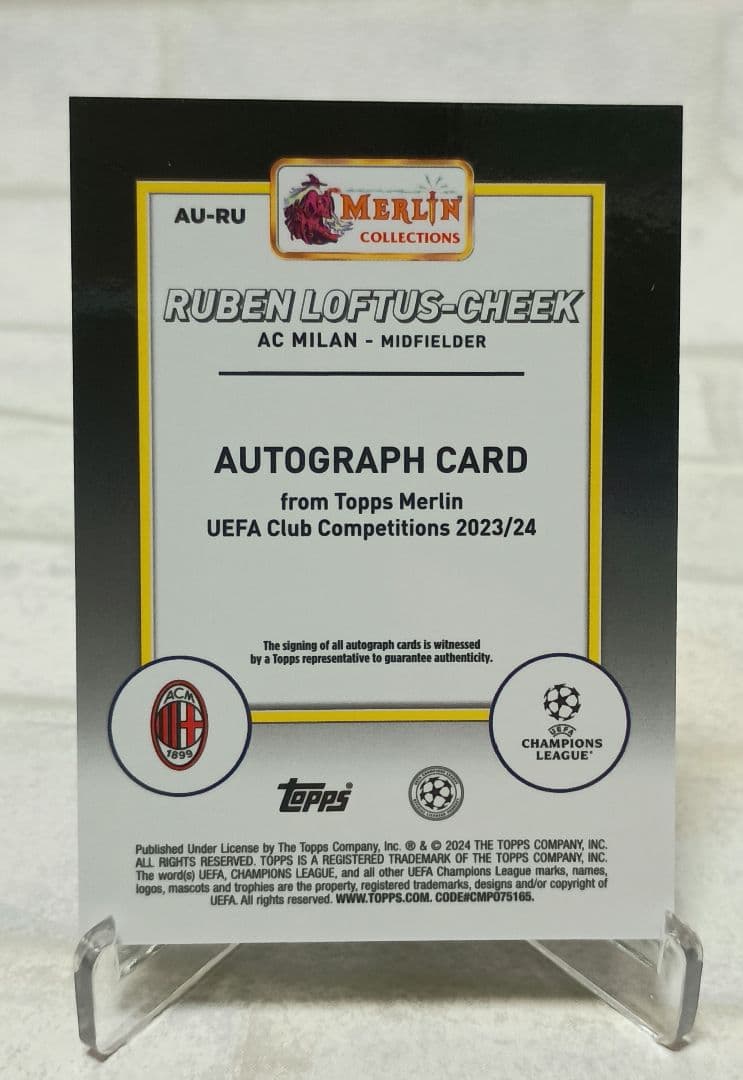 AU-RU
MERLIN
COLLECTIONS
RUBEN LOFTUS-CHEEK
AC MILAN - MIDFIELDER
AUTOGRAPH CARD
from Topps Merlin
UEFA Club Competitions 2023/24
The signing of all autograph cards is witnessed
by a Topps representative to guarantee authenticity.
ACM
1899
UEFA
CHAMPIONS
LEAGUE®
Topps®
Published Under License by The Topps Company, Inc. ® & © 2024 THE TOPPS COMPANY, INC.
ALL RIGHTS RESERVED. TOPPS IS A REGISTERED TRADEMARK OF THE TOPPS COMPANY, INC.
The word(s) UEFA, CHAMPIONS LEAGUE, and all other UEFA Champions League marks, names,
logos, mascots and trophies are the property, registered trademarks, designs and/or copyright of
UEFA. All rights reserved. WWW.TOPPS.COM. CODE#CMP075165.